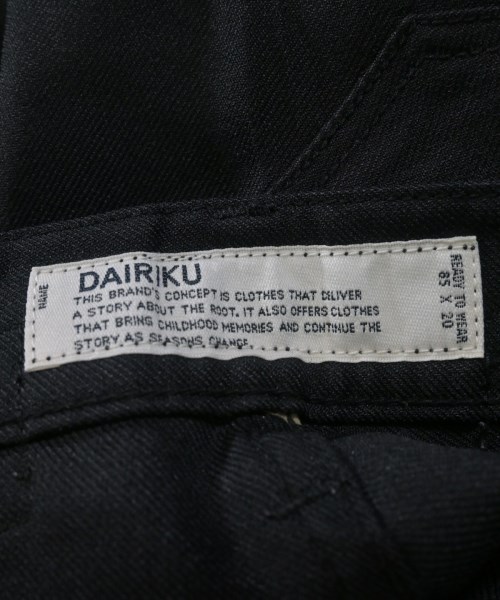 NAME
DAIRIKU
THIS BRAND'S CONCEPT IS CLOTHES THAT DELIVER
A STORY ABOUT THE ROOT. IT ALSO OFFERS CLOTHES
THAT BRING CHILDHOOD MEMORIES AND CONTINUE THE
STORY AS SEASONS CHANGE.
READY TO WEAR
85 X 20